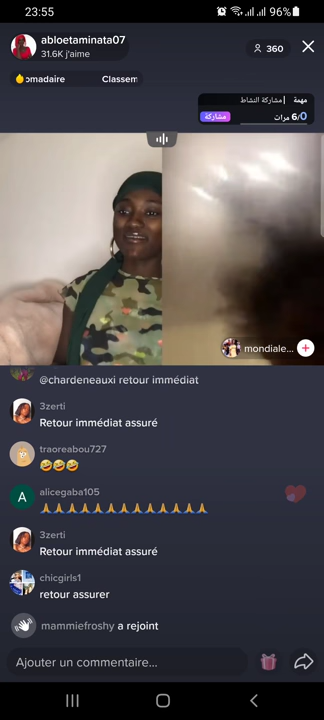 23:55
96%
abloetaminata07
31.6K j'aime
360
omadaire
Classem
مهمة | مشاركة النشاط
0/6 مرات
مشاركة
mondiale...
@chardeneauxi retour immédiat
3zerti
Retour immédiat assuré
traoreabou727
🤣🤣🤣
A
alicegaba105
🙏🙏🙏🙏🙏🙏🙏🙏🙏🙏🙏🙏🙏
3zerti
Retour immédiat assuré
chicgirls1
retour assurer
mammiefroshy a rejoint
Ajouter un commentaire...